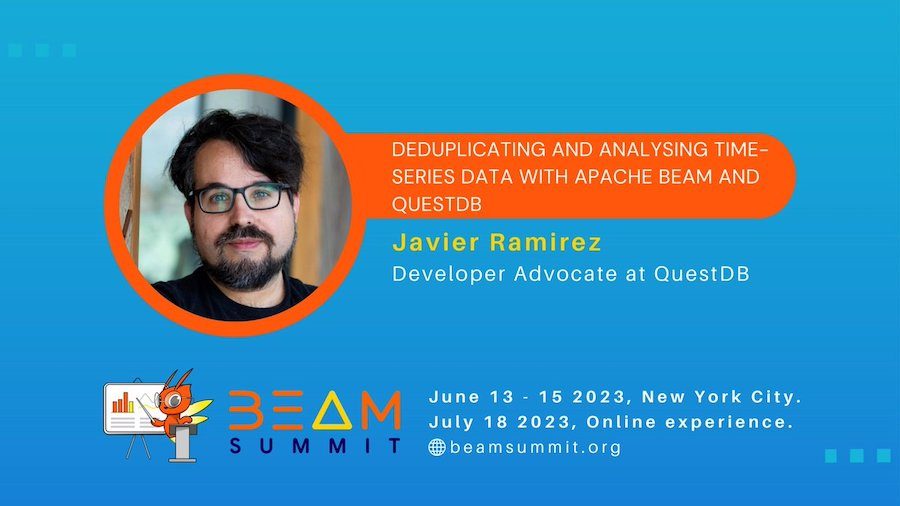 DEDUPLICATING AND ANALYSING TIME-
SERIES DATA WITH APACHE BEAM AND
QUESTDB
Javier Ramirez
Developer Advocate at QuestDB
BEAM
SUMMIT
June 13 - 15 2023, New York City.
July 18 2023, Online experience.
beamsummit.org